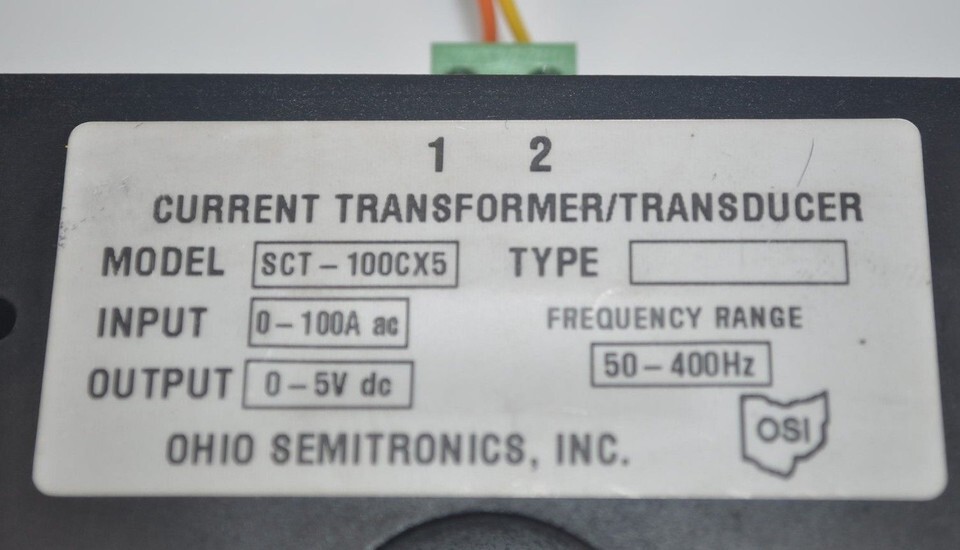 1 2
CURRENT TRANSFORMER/TRANSDUCER
MODEL SCT-100CX5 TYPE
INPUT 0-100A ac FREQUENCY RANGE
50-400Hz
OUTPUT 0-5V dc
OHIO SEMITRONICS, INC. OSI